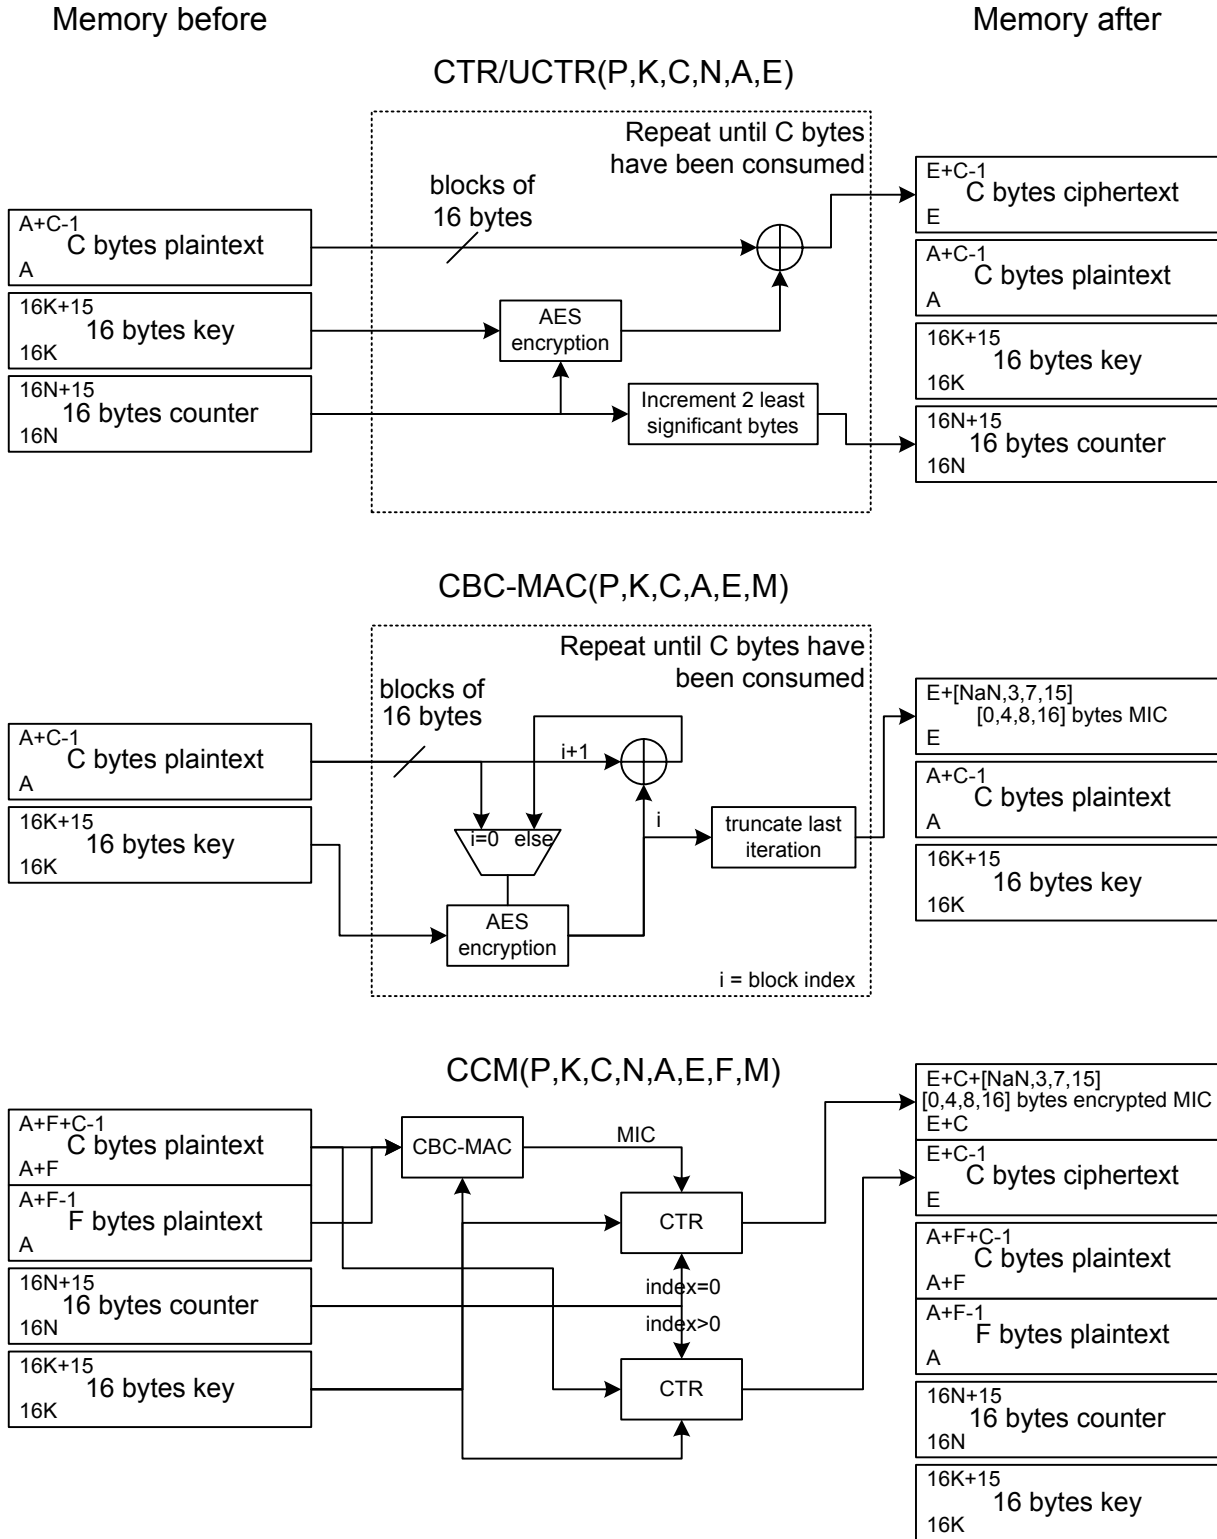 Memory before
Memory after
CTR/UCTR(P,K,C,N,A,E)
Repeat until C bytes
have been consumed
blocks of
16 bytes
A+C-1
C bytes plaintext
A
16K+15
16 bytes key
16K
16N+15
16 bytes counter
16N
AES
encryption
Increment 2 least
significant bytes
E+C-1
C bytes ciphertext
E
A+C-1
C bytes plaintext
A
16K+15
16 bytes key
16K
16N+15
16 bytes counter
16N
CBC-MAC(P,K,C,A,E,M)
Repeat until C bytes have
been consumed
blocks of
16 bytes
A+C-1
C bytes plaintext
A
16K+15
16 bytes key
16K
i+1
i=0 else
i
AES
encryption
truncate last
iteration
i = block index
E+[NaN,3,7,15]
[0,4,8,16] bytes MIC
E
A+C-1
C bytes plaintext
A
16K+15
16 bytes key
16K
CCM(P,K,C,N,A,E,F,M)
A+F+C-1
C bytes plaintext
A+F
A+F-1
F bytes plaintext
A
16N+15
16 bytes counter
16N
16K+15
16 bytes key
16K
CBC-MAC
MIC
CTR
index=0
index>0
CTR
E+C+[NaN,3,7,15]
[0,4,8,16] bytes encrypted MIC
E+C
E+C-1
C bytes ciphertext
E
A+F+C-1
C bytes plaintext
A+F
A+F-1
F bytes plaintext
A
16N+15
16 bytes counter
16N
16K+15
16 bytes key
16K